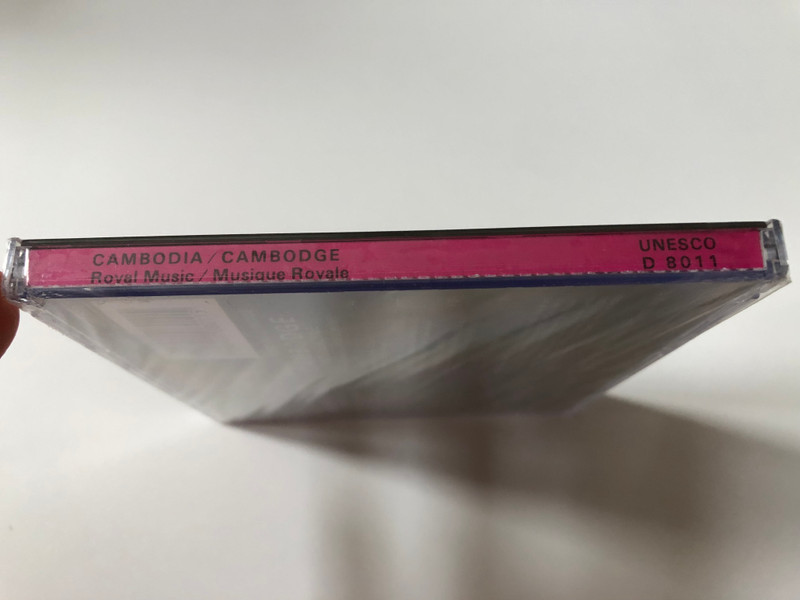 CAMBODIA / CAMBODGE
Royal Music / Musique Royale
UNESCO
D 8011